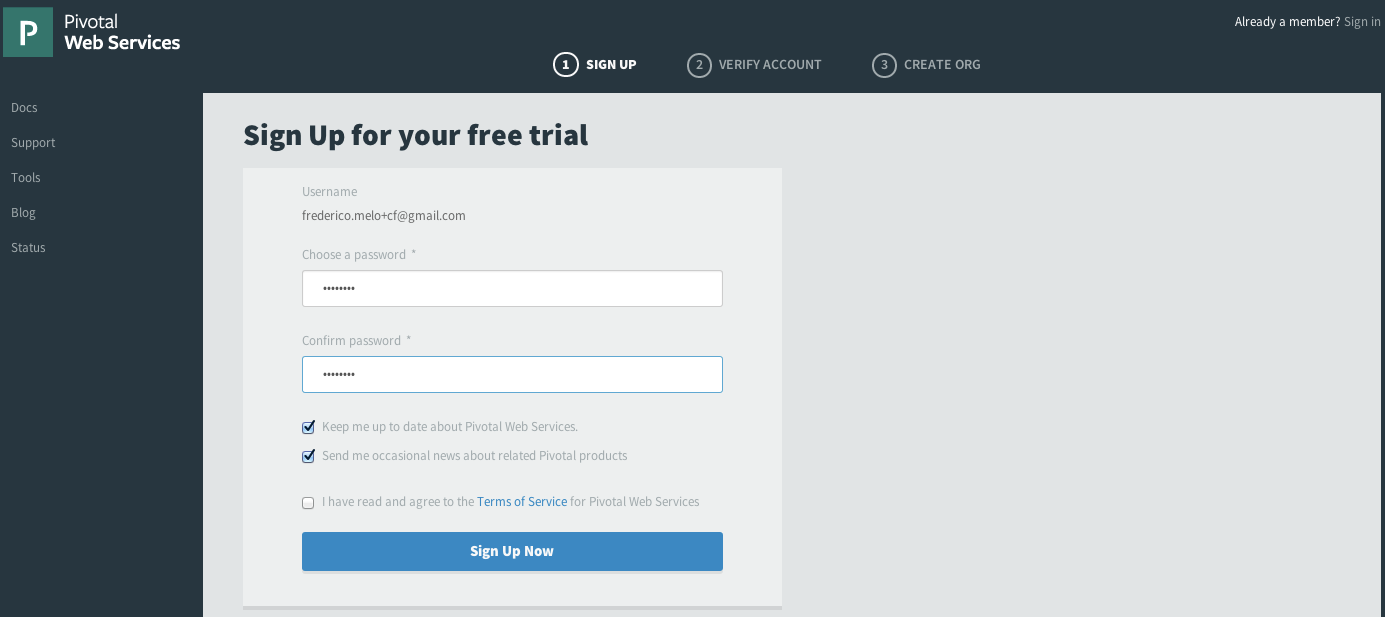 P
Pivotal
Web Services
Already a member? Sign in
1 SIGN UP 2 VERIFY ACCOUNT 3 CREATE ORG
Docs
Support
Tools
Blog
Status
Sign Up for your free trial
Username
frederico.melo+cf@gmail.com
Choose a password *
••••••••
Confirm password *
••••••••
Keep me up to date about Pivotal Web Services.
Send me occasional news about related Pivotal products
I have read and agree to the Terms of Service for Pivotal Web Services
Sign Up Now